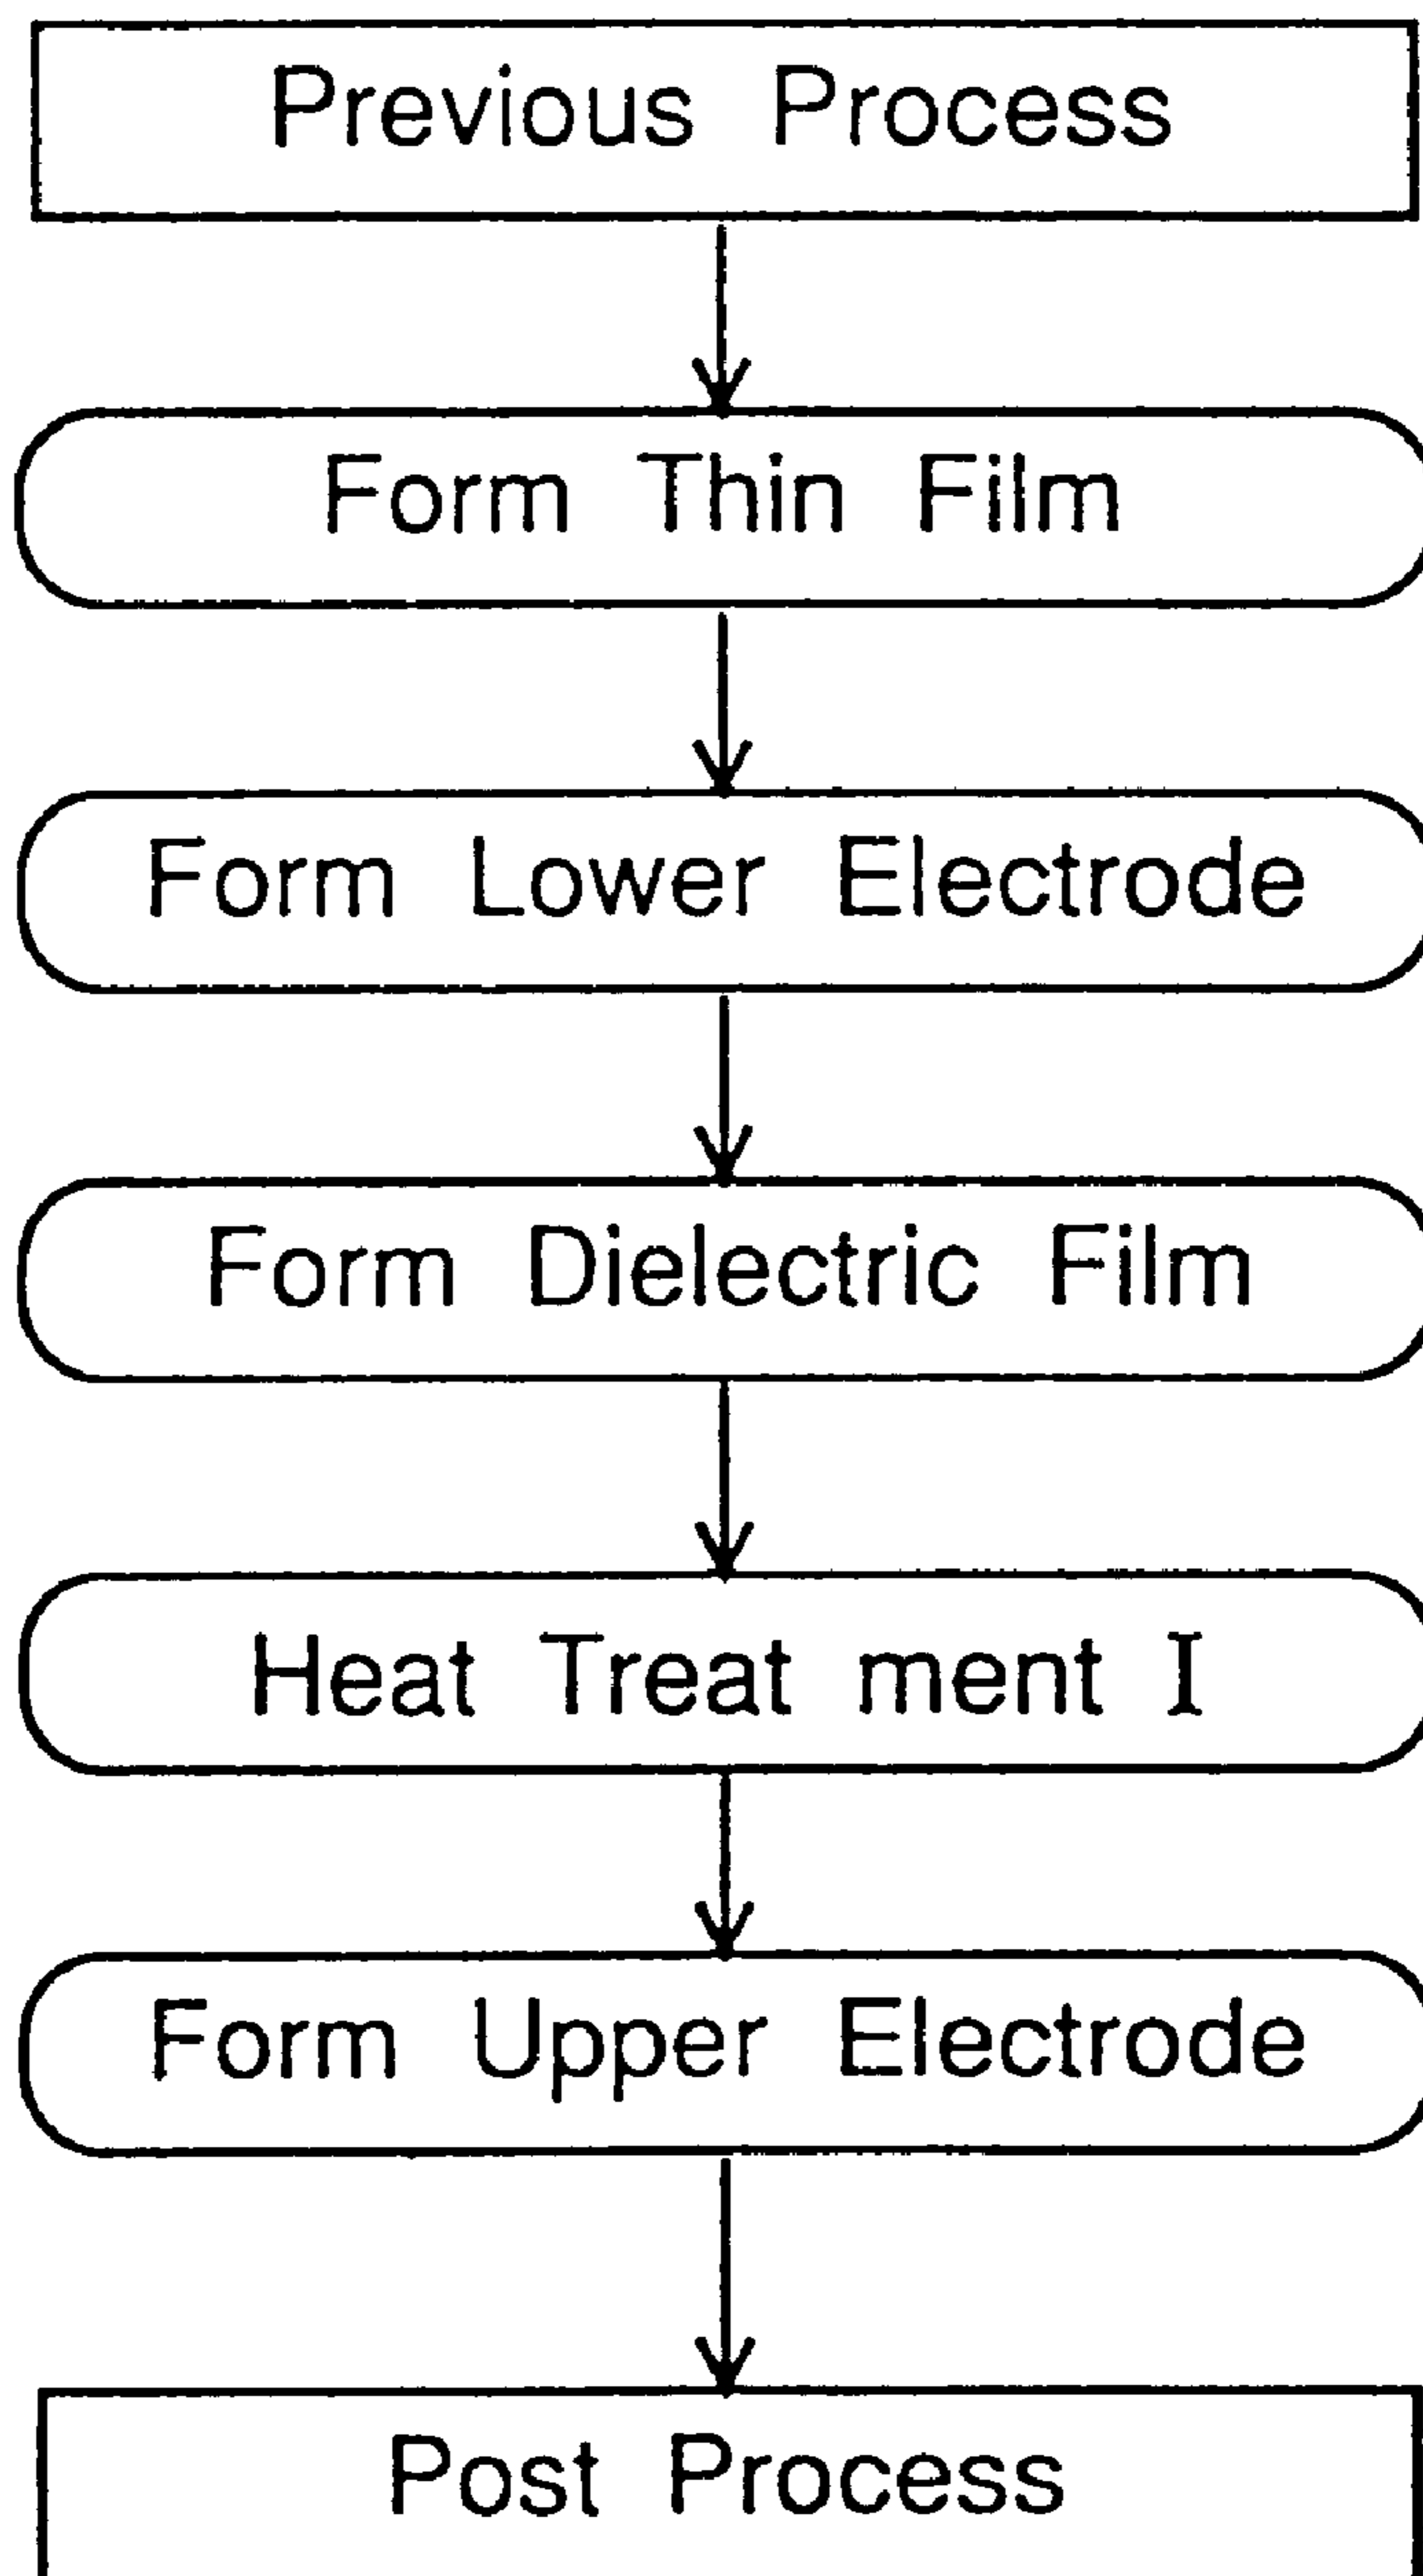 Previous Process
Form Thin Film
Form Lower Electrode
Form Dielectric Film
Heat Treat ment I
Form Upper Electrode
Post Process